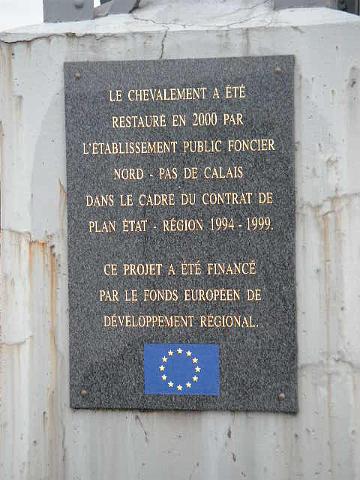 LE CHEVALEMENT A ÉTÉ
RESTAURÉ EN 2000 PAR
L'ÉTABLISSEMENT PUBLIC FONCIER
NORD - PAS DE CALAIS
DANS LE CADRE DU CONTRAT DE
PLAN ÉTAT - RÉGION 1994 - 1999.
CE PROJET A ÉTÉ FINANCÉ
PAR LE FONDS EUROPÉEN DE
DÉVELOPPEMENT RÉGIONAL.